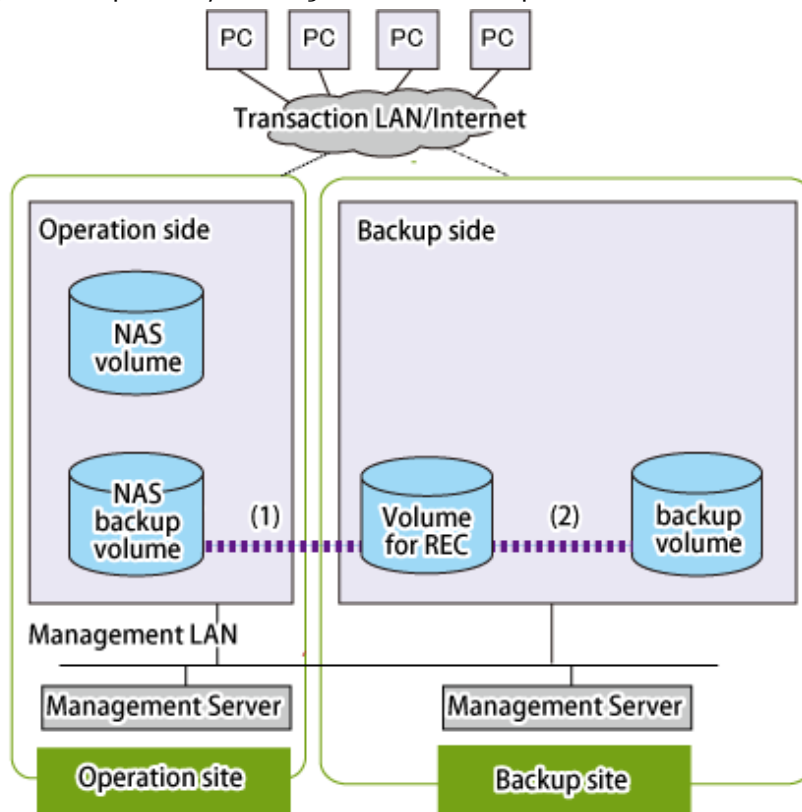 PC PC PC PC
Transaction LAN/Internet
Operation side
Backup side
NAS
volume
NAS
backup
volume
(1)
Volume
for REC
(2)
backup
volume
Management LAN
Management Server
Management Server
Operation site
Backup site